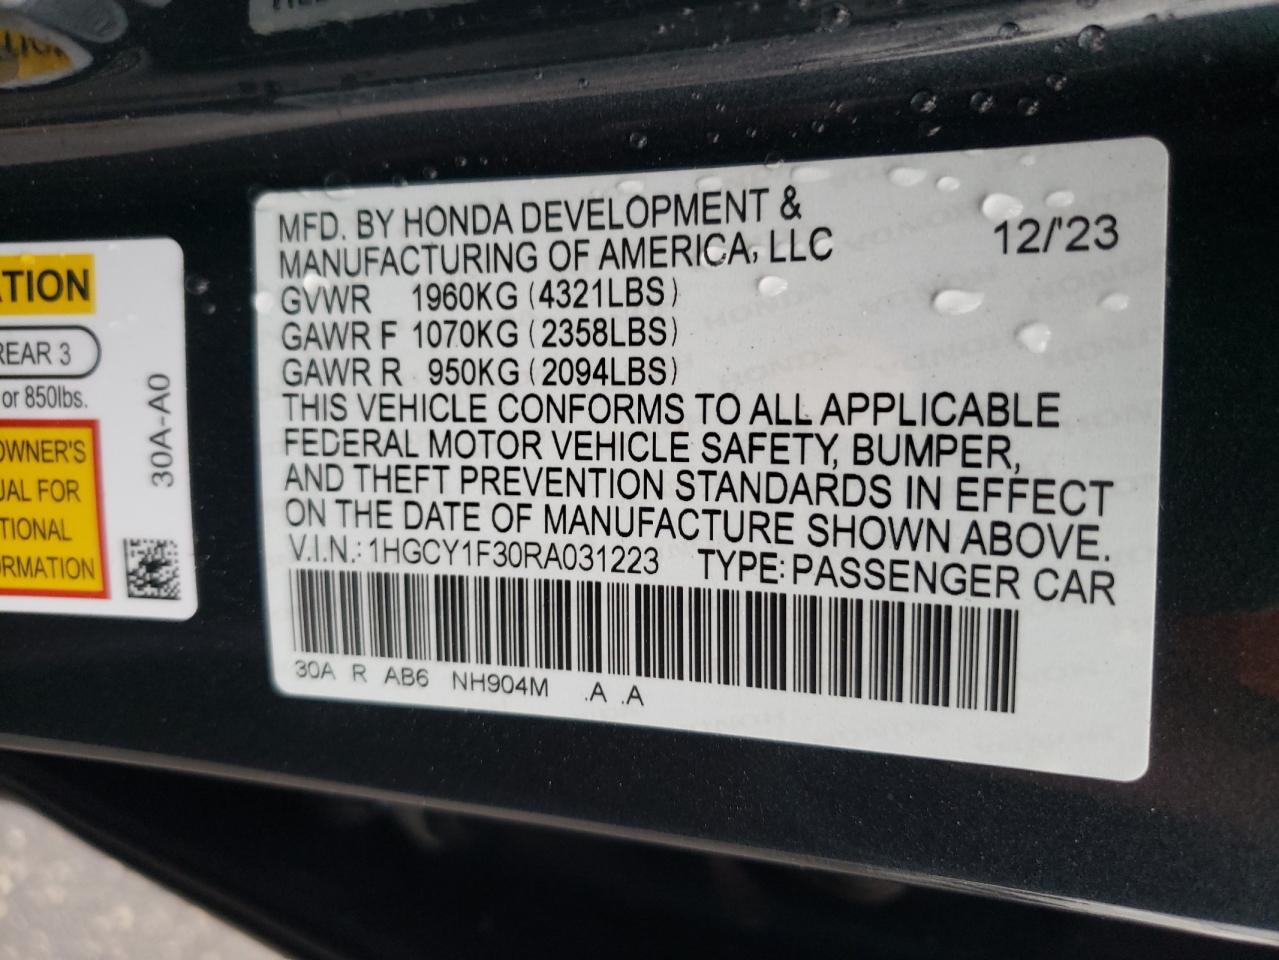 MFD. BY HONDA DEVELOPMENT &
MANUFACTURING OF AMERICA, LLC 12/'23
GVWR 1960KG (4321LBS)
GAWR F 1070KG (2358LBS)
GAWR R 950KG (2094LBS)
THIS VEHICLE CONFORMS TO ALL APPLICABLE
FEDERAL MOTOR VEHICLE SAFETY, BUMPER,
AND THEFT PREVENTION STANDARDS IN EFFECT
ON THE DATE OF MANUFACTURE SHOWN ABOVE.
V.I.N.: 1HGCY1F30RA031223 TYPE: PASSENGER CAR
30A R AB6 NH904M .A .A
ATION
REAR 3
or 850lbs.
OWNER'S
UAL FOR
TIONAL
ORMATION
30A-A0